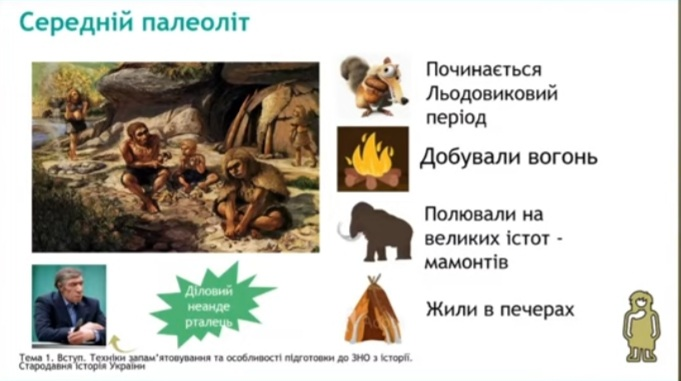 Середній палеоліт
Починається
Льодовиковий
період
Добували вогонь
Полювали на
великих істот -
мамонтів
Жили в печерах
Діловий
неанде
рталець
Тема 1. Вступ. Техніки запам'ятовування та особливості підготовки до ЗНО з історії.
Стародавня історія України